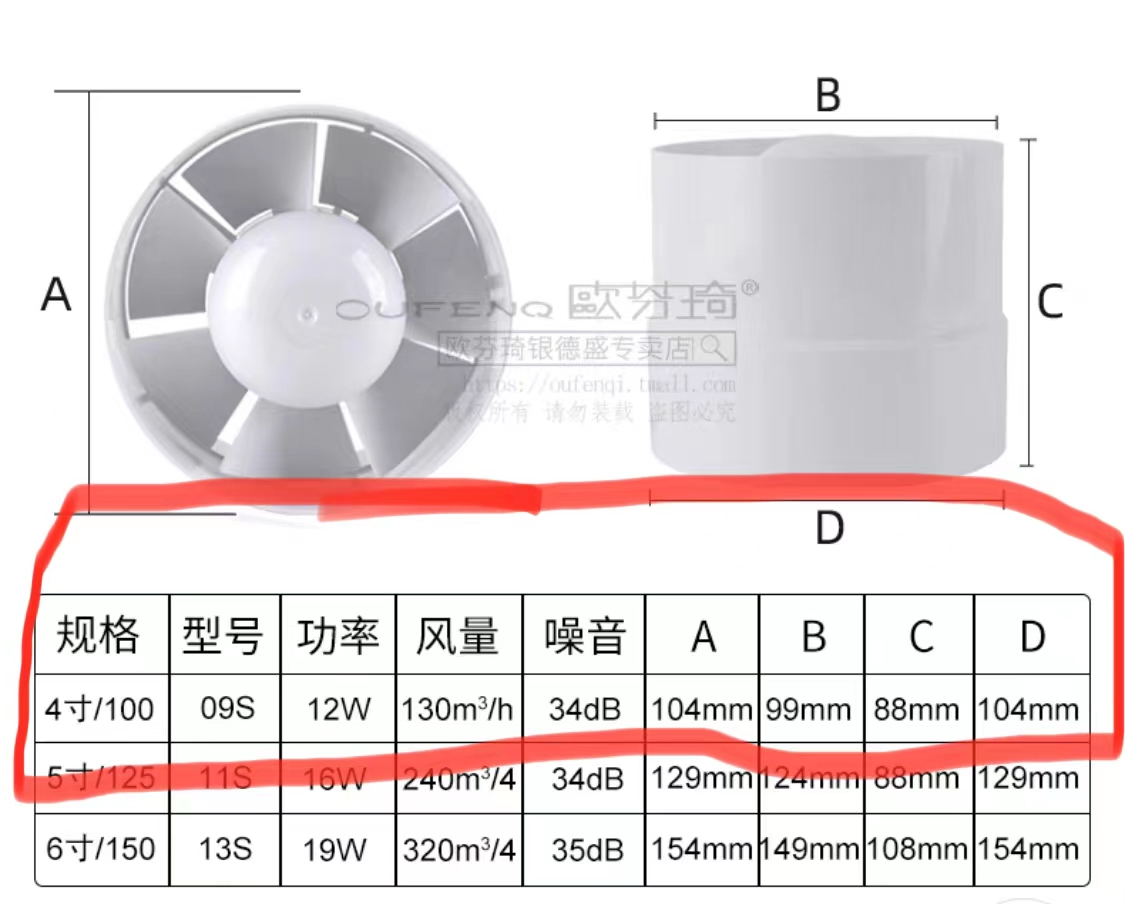 B
A
C
OUFENQ 歐芬琦®
欧芬琦银德盛专卖店
https://oufenqi.tmall.com
版权所有 请勿装载 盗图必究
D
规格 型号 功率 风量 噪音 A B C D
4寸/100 09S 12W 130m³/h 34dB 104mm 99mm 88mm 104mm
5寸/125 11S 16W 240m³/4 34dB 129mm 124mm 88mm 129mm
6寸/150 13S 19W 320m³/4 35dB 154mm 149mm 108mm 154mm